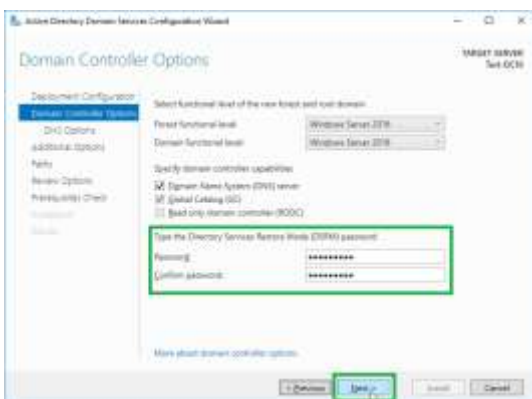 Active Directory Domain Services Configuration Wizard
Domain Controller Options
TARGET SERVER
Deployment Configuration
Domain Controller Options
DNS Options
Additional Options
Paths
Review Options
Prerequisites Check
Select functional level of the new forest and root domain
Forest functional level:
Windows Server 2016
Domain functional level:
Windows Server 2016
Specify domain controller capabilities
Domain Name System (DNS) server
Global Catalog (GC)
Read only domain controller (RODC)
Type the Directory Services Restore Mode (DSRM) password
Password:
Confirm password:
More about domain controller options
< Previous
Next >
Install
Cancel